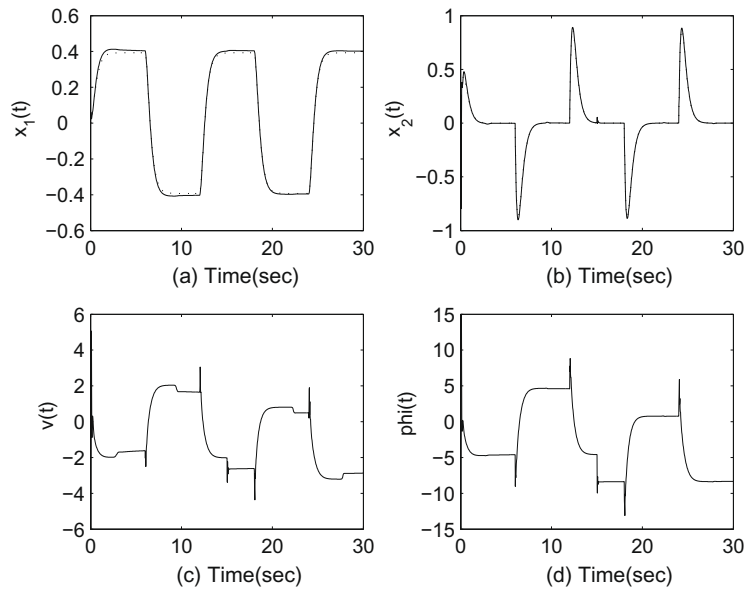 0.6
0.4
0.2
0
−0.2
−0.4
−0.6
x_1(t)
0 10 20 30
(a) Time(sec)
1
0.5
0
−0.5
−1
x_2(t)
0 10 20 30
(b) Time(sec)
6
4
2
0
−2
−4
−6
v(t)
0 10 20 30
(c) Time(sec)
15
10
5
0
−5
−10
−15
phi(t)
0 10 20 30
(d) Time(sec)